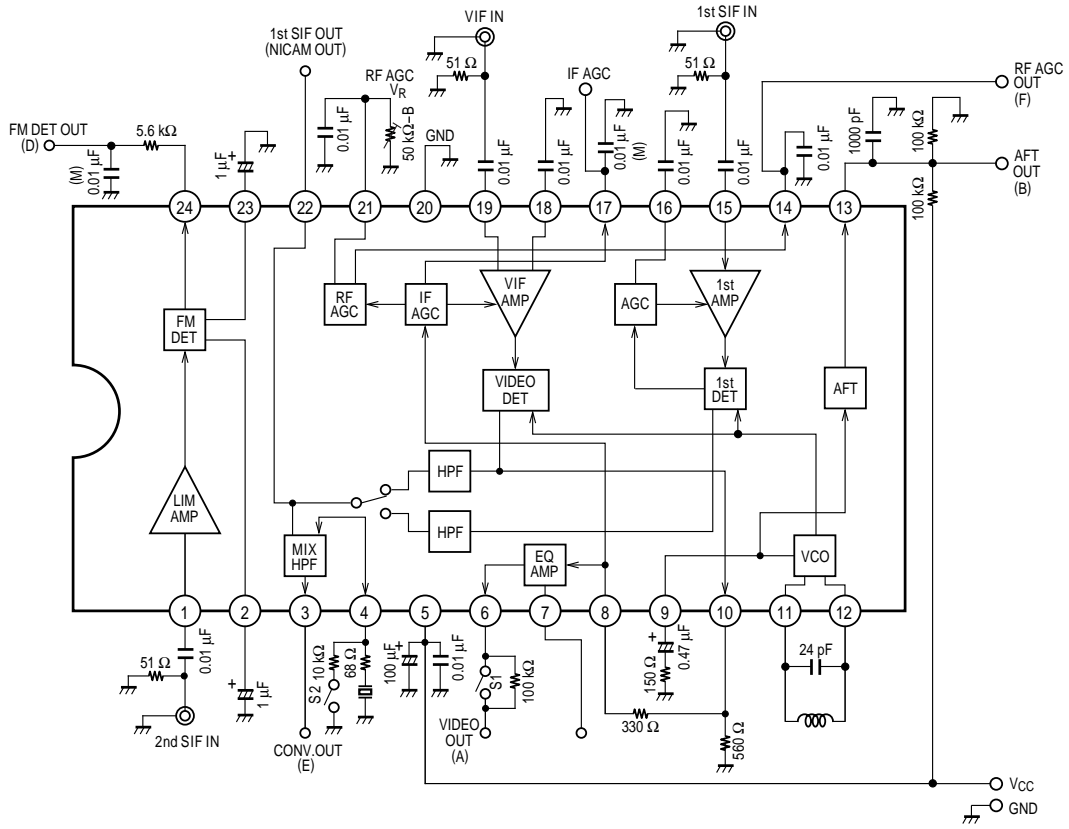 VIF IN
1st SIF IN
1st SIF OUT
(NICAM OUT)
51 Ω
51 Ω
RF AGC
VR
IF AGC
RF AGC
OUT
(F)
FM DET OUT
(D)
5.6 kΩ
(M)
0.01 µF
1 µF
+
0.01 µF
50 kΩ-B
GND
0.01 µF
0.01 µF
0.01 µF
(M)
0.01 µF
0.01 µF
0.01 µF
1000 pF
100 kΩ
AFT
OUT
(B)
100 kΩ
24
23
22
21
20
19
18
17
16
15
14
13
FM
DET
RF
AGC
IF
AGC
VIF
AMP
AGC
1st
AMP
VIDEO
DET
1st
DET
AFT
LIM
AMP
HPF
HPF
MIX
HPF
EQ
AMP
VCO
1
2
3
4
5
6
7
8
9
10
11
12
51 Ω
0.01 µF
2nd SIF IN
+
1 µF
CONV.OUT
(E)
S2
10 kΩ
68 Ω
100 µF
+
0.01 µF
S1
100 kΩ
VIDEO
OUT
(A)
330 Ω
+
0.47 µF
150 Ω
560 Ω
24 pF
VCC
GND